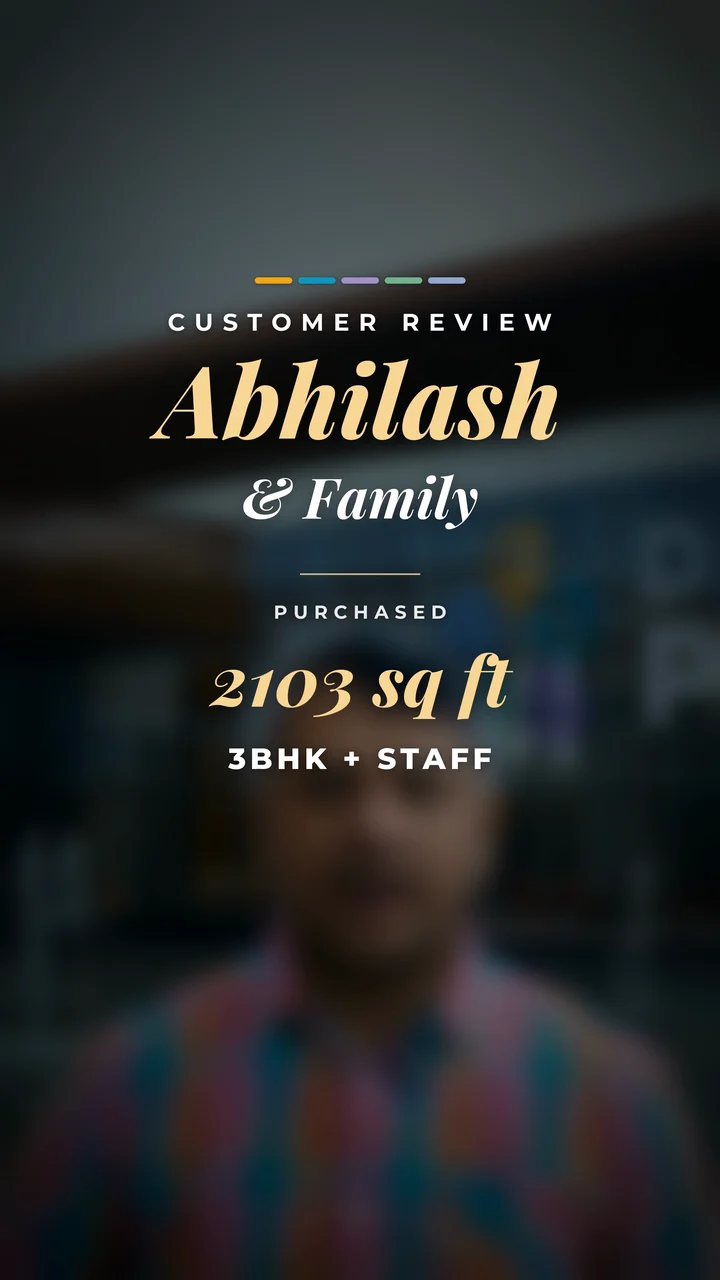 CUSTOMER REVIEW
Abhilash
& Family
PURCHASED
2103 sq ft
3BHK + STAFF